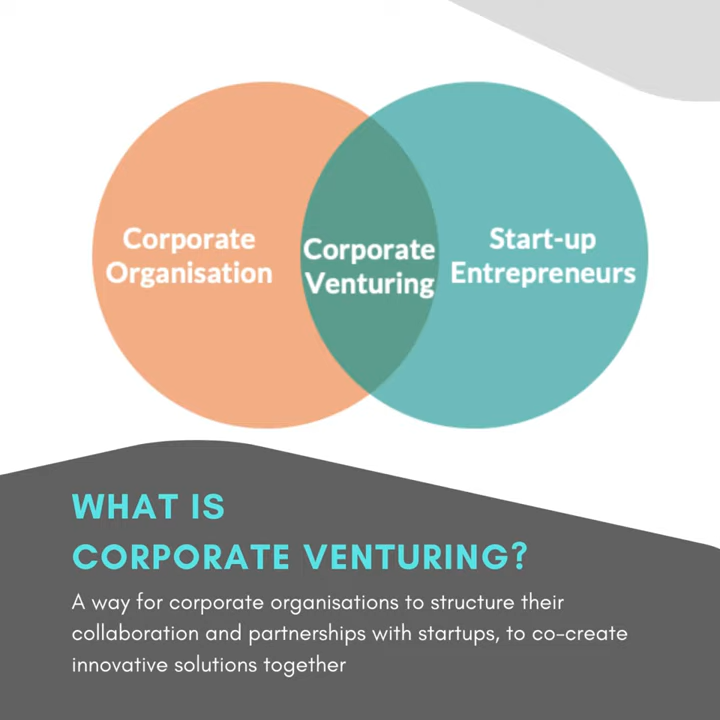 Corporate
Organisation
Corporate
Venturing
Start-up
Entrepreneurs
WHAT IS
CORPORATE VENTURING?
A way for corporate organisations to structure their
collaboration and partnerships with startups, to co-create
innovative solutions together